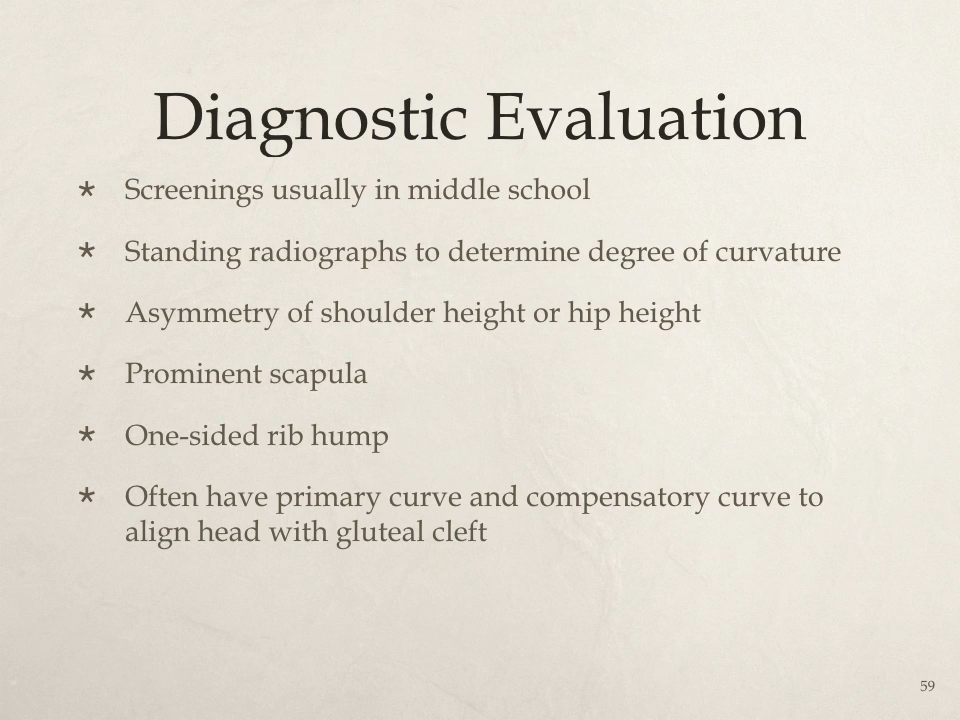 Diagnostic Evaluation
* Screenings usually in middle school
* Standing radiographs to determine degree of curvature
* Asymmetry of shoulder height or hip height
* Prominent scapula
* One-sided rib hump
* Often have primary curve and compensatory curve to
align head with gluteal cleft
59